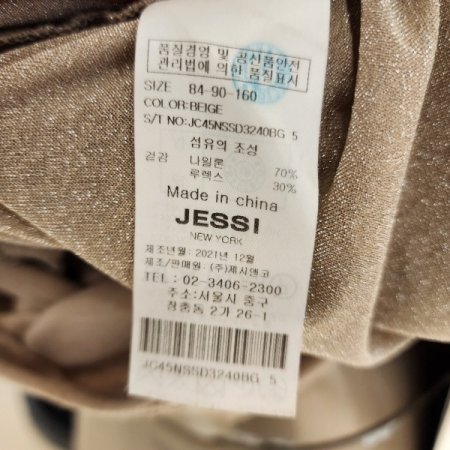 품질경영 및 공산품안전
관리법에 의한 품질표시
SIZE 84-90-160
COLOR:BEIGE
S/T NO:JC45NSSD3240BG 5
섬유의 조성
겉감 나일론 70%
루렉스 30%
Made in china
JESSI
NEW YORK
제조년월: 2021년 12월
제조/판매원: (주)제시앤코
TEL : 02-3406-2300
주소:서울시 중구
장충동 2가 26-1
JC45NSSD3240BG 5